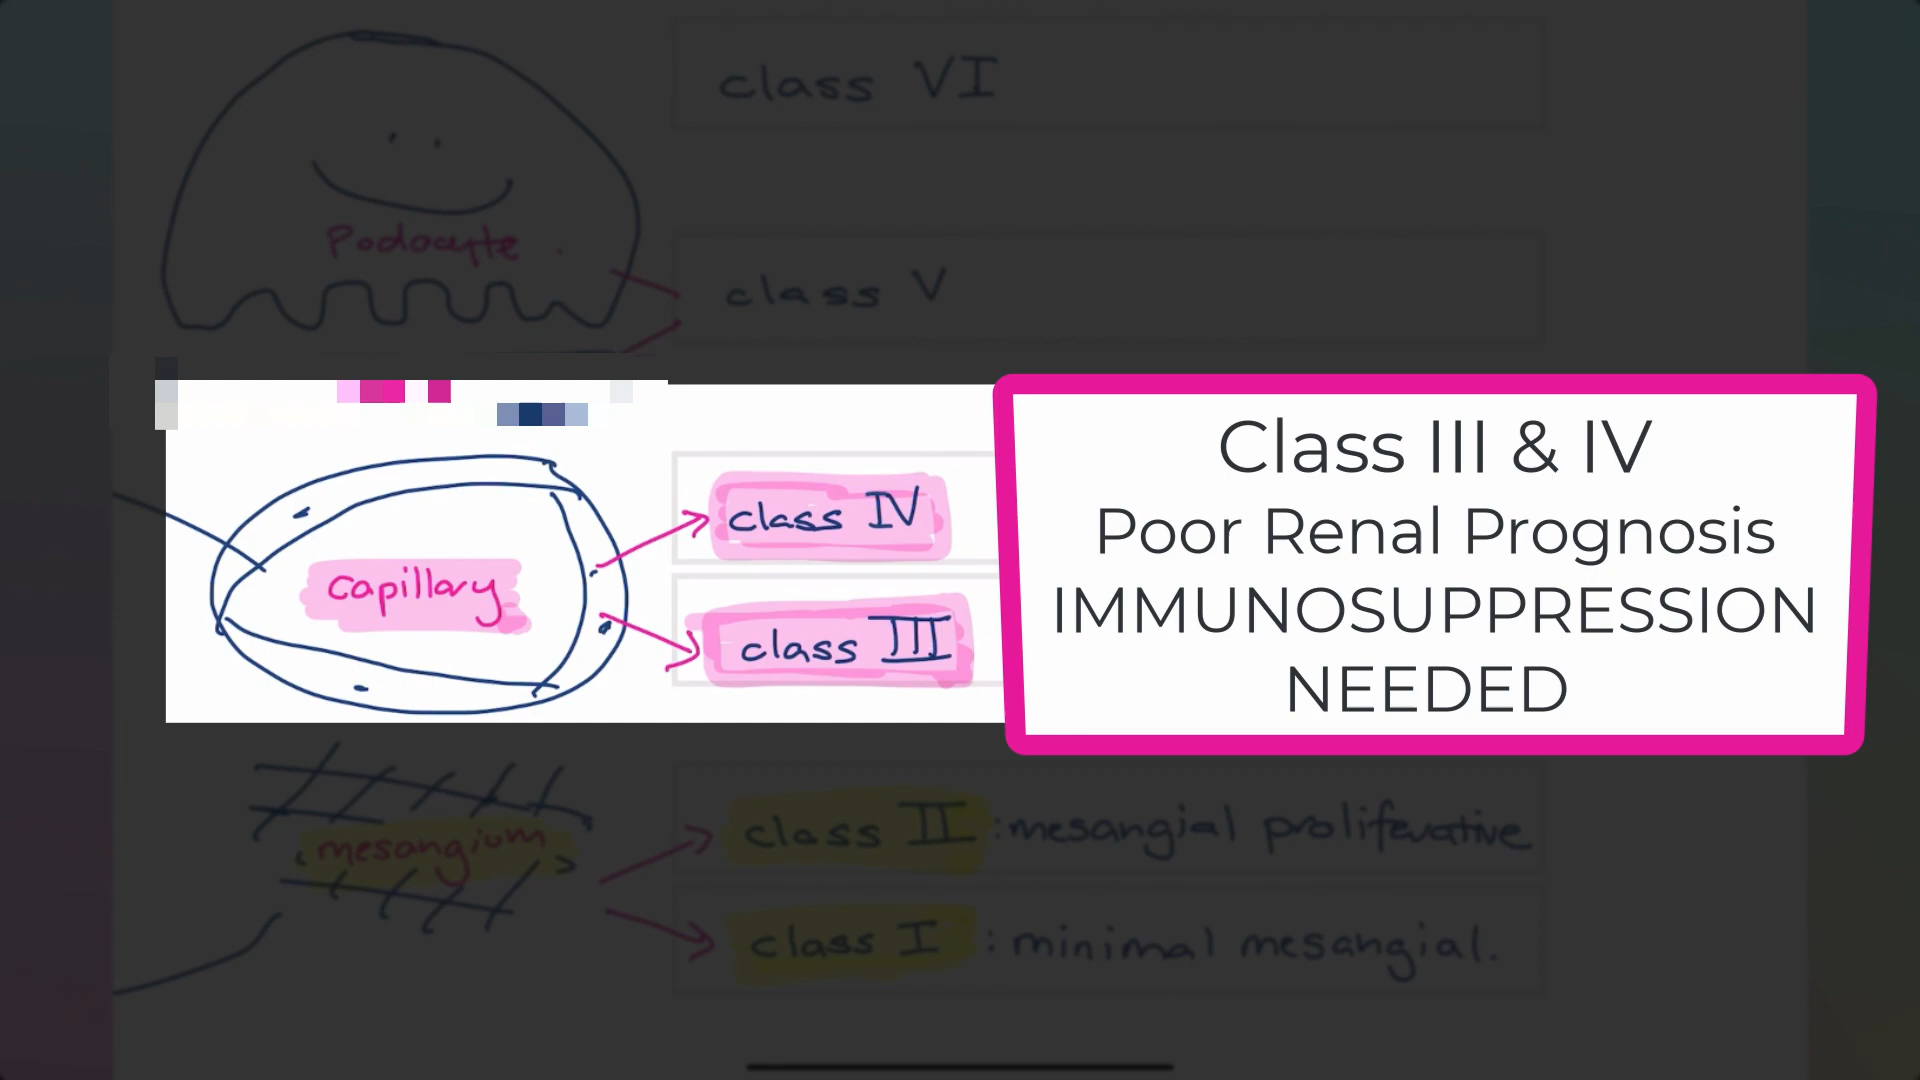 class VI
Podocyte
class V
class IV
capillary
class III
Class III & IV
Poor Renal Prognosis
IMMUNOSUPPRESSION
NEEDED
mesangium
class II :mesangial proliferative
class I : minimal mesangial.